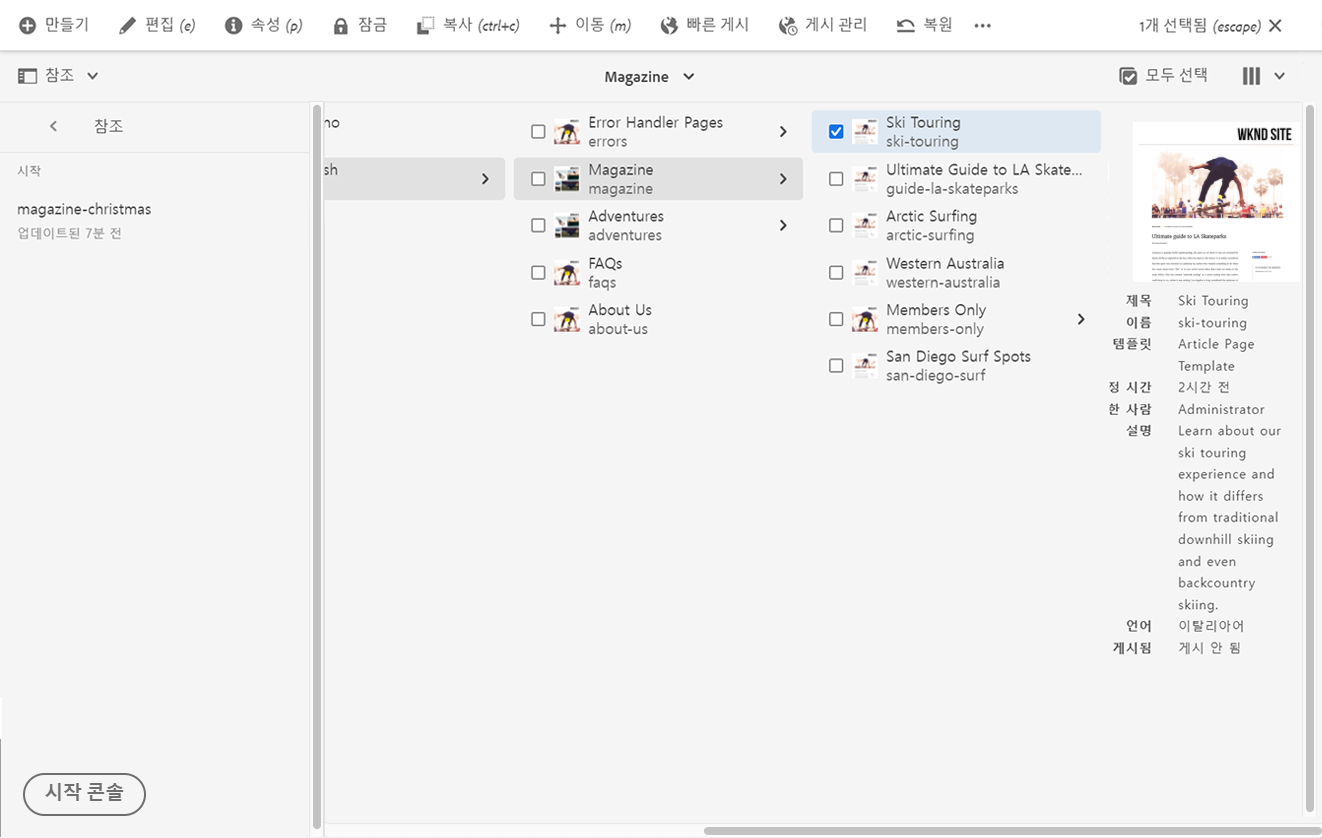 만들기 편집 (e) 속성 (p) 잠금 복사 (ctrl+c) 이동 (m) 빠른 게시 게시 관리 복원 1개 선택됨 (escape)
참조 Magazine 모두 선택
참조
시작
magazine-christmas
업데이트된 7분 전
시작 콘솔
no
sh
Error Handler Pages
errors
Magazine
magazine
Adventures
adventures
FAQs
faqs
About Us
about-us
Ski Touring
ski-touring
Ultimate Guide to LA Skate...
guide-la-skateparks
Arctic Surfing
arctic-surfing
Western Australia
western-australia
Members Only
members-only
San Diego Surf Spots
san-diego-surf
WKND SITE
Ultimate guide to LA Skateparks
제목 Ski Touring
이름 ski-touring
템플릿 Article Page
Template
정 시간 2시간 전
한 사람 Administrator
설명 Learn about our
ski touring
experience and
how it differs
from traditional
downhill skiing
and even
backcountry
skiing.
언어 이탈리아어
게시됨 게시 안 됨